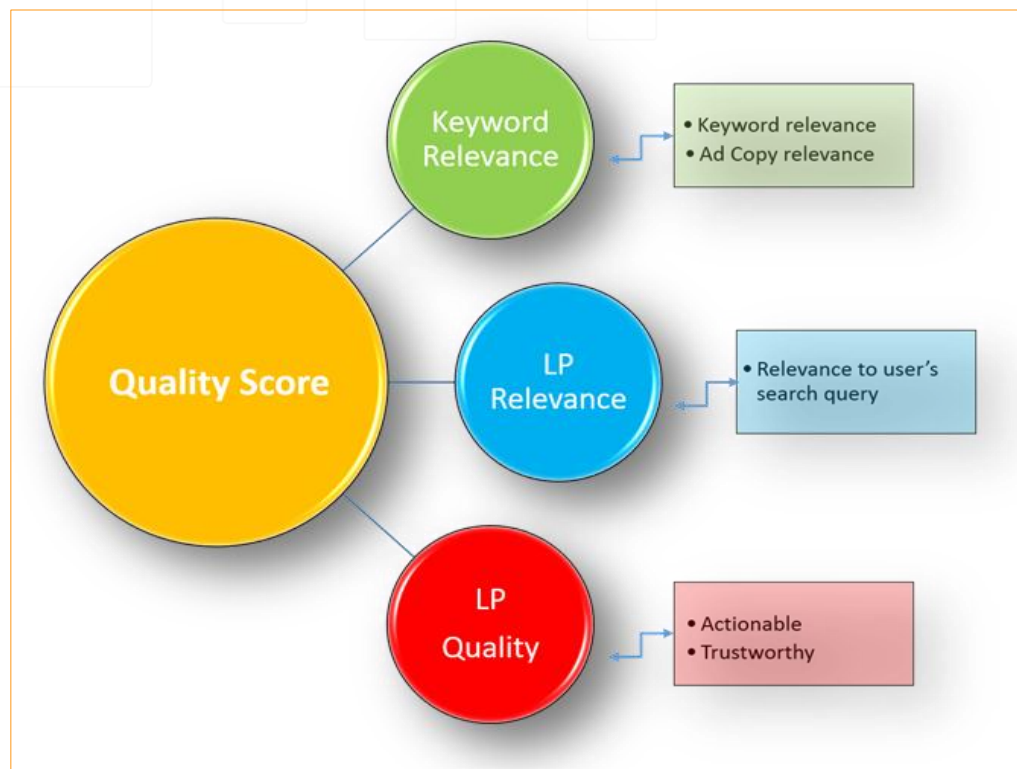 Keyword
Relevance
• Keyword relevance
• Ad Copy relevance
Quality Score
LP
Relevance
• Relevance to user’s
search query
LP
Quality
• Actionable
• Trustworthy